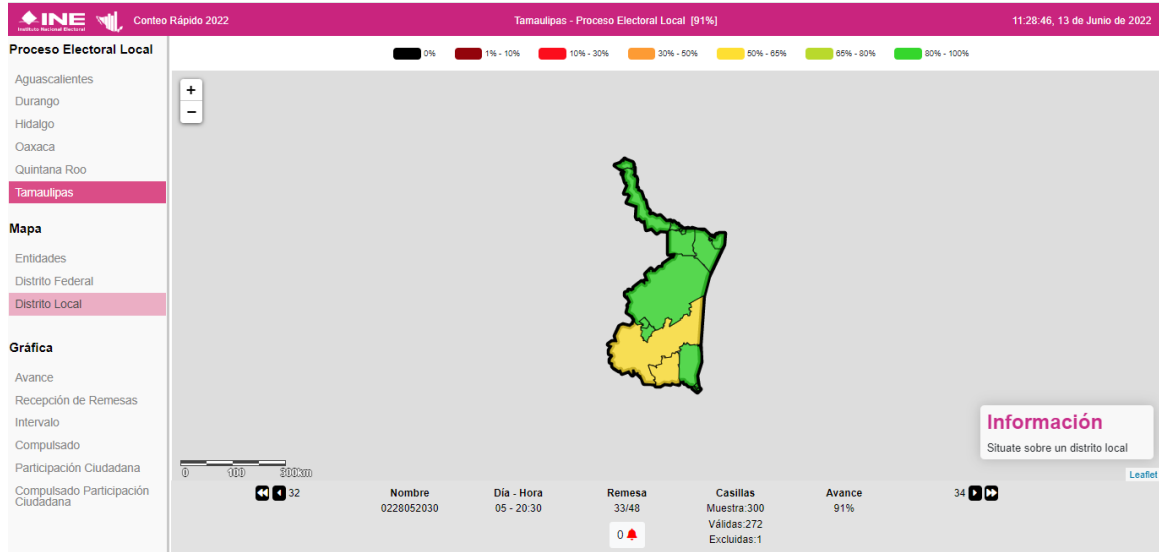 INE
Instituto Nacional Electoral
Conteo Rápido 2022
Tamaulipas - Proceso Electoral Local [91%]
11:28:46, 13 de Junio de 2022
Proceso Electoral Local
Aguascalientes
Durango
Hidalgo
Oaxaca
Quintana Roo
Tamaulipas
Mapa
Entidades
Distrito Federal
Distrito Local
Gráfica
Avance
Recepción de Remesas
Intervalo
Compulsado
Participación Ciudadana
Compulsado Participación
Ciudadana
0% 1% - 10% 10% - 30% 30% - 50% 50% - 65% 65% - 80% 80% - 100%
+
−
Información
Situate sobre un distrito local
0 100 300km
Leaflet
32 Nombre Día - Hora Remesa Casillas Avance 34
0228052030 05 - 20:30 33/48 Muestra:300 91%
Válidas:272
0 Excluidas:1